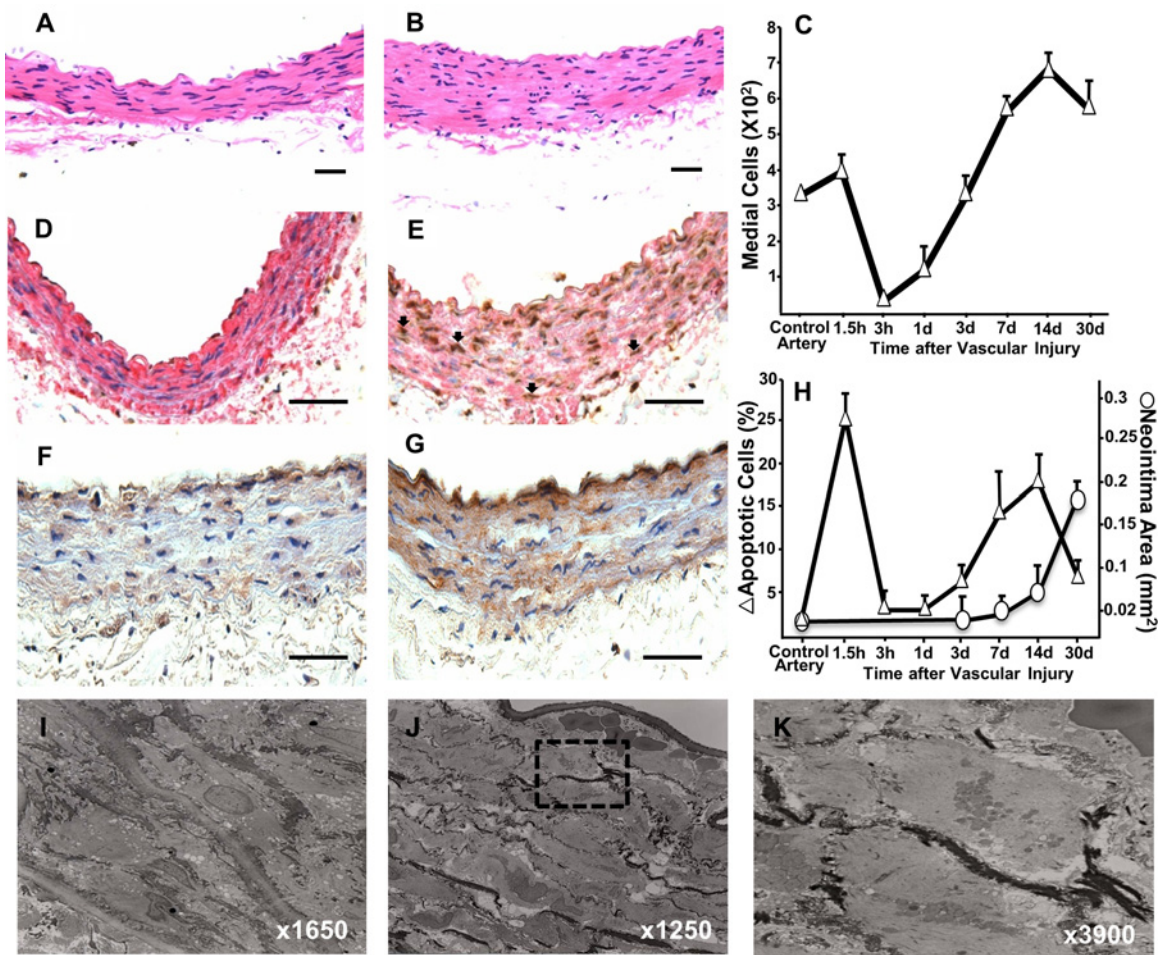 A
B
C
Medial Cells (X10²)
8
7
6
5
4
3
2
1
Control Artery
1.5h
3h
1d
3d
7d
14d
30d
Time after Vascular Injury
D
E
F
G
H
△Apoptotic Cells (%)
30
25
20
15
10
5
○Neointima Area (mm²)
0.3
0.25
0.2
0.15
0.1
0.02
Control Artery
1.5h
3h
1d
3d
7d
14d
30d
Time after Vascular Injury
I
x1650
J
x1250
K
x3900